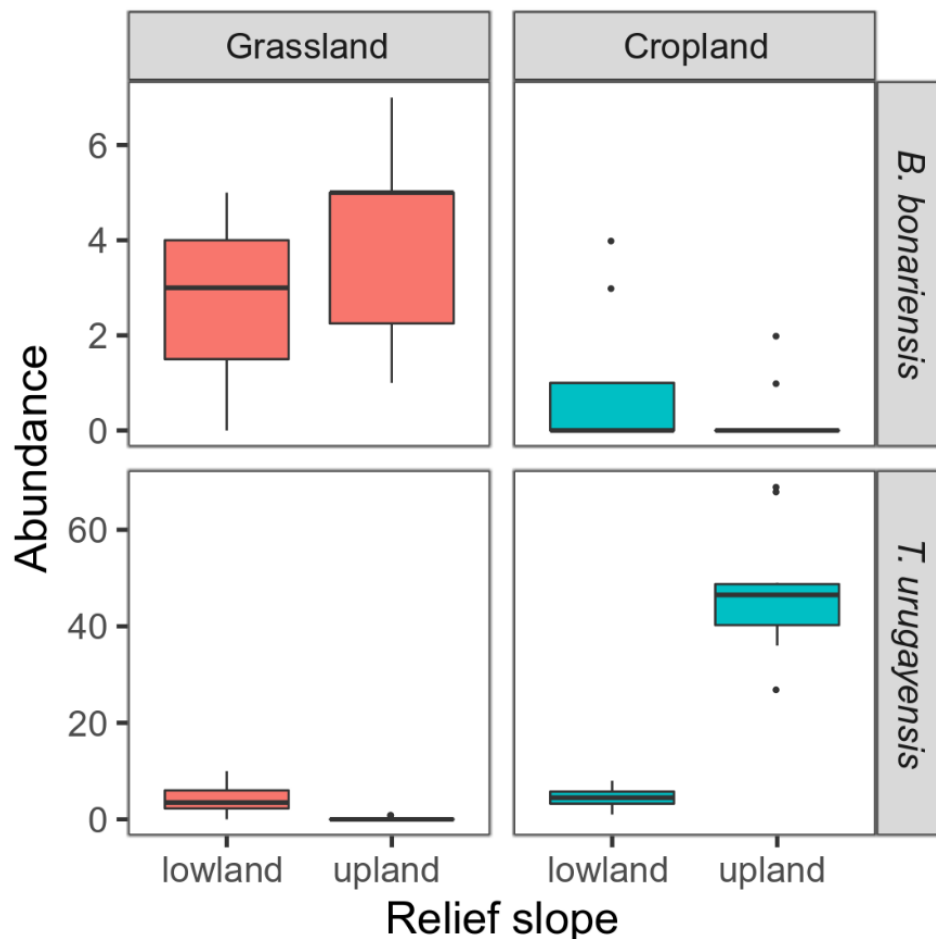 Grassland
Cropland
6
4
2
0
B. bonariensis
60
40
20
0
T. urugayensis
Abundance
lowland
upland
lowland
upland
Relief slope